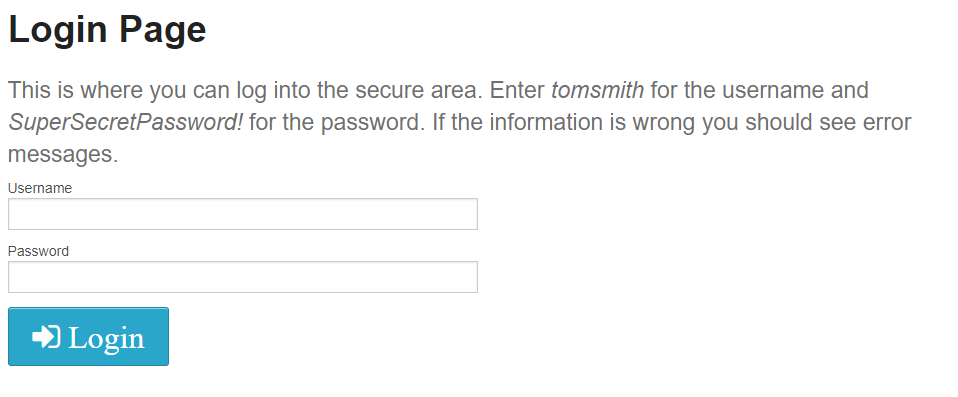 Login Page
This is where you can log into the secure area. Enter tomsmith for the username and
SuperSecretPassword! for the password. If the information is wrong you should see error
messages.
Username
Password
Login